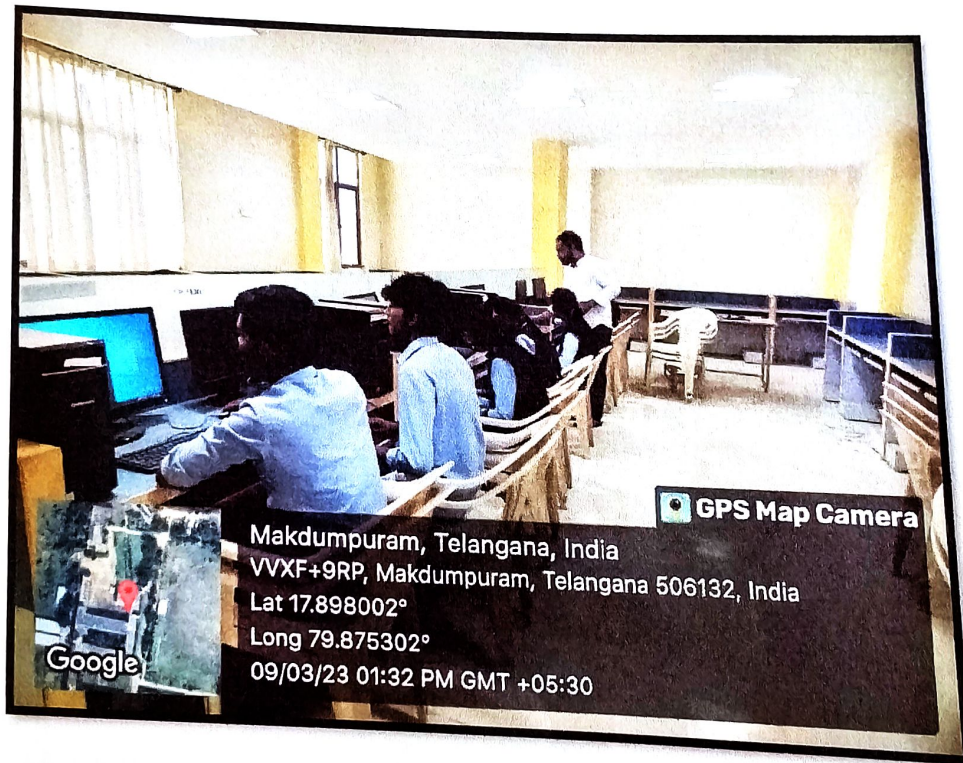 GPS Map Camera
Makdumpuram, Telangana, India
VVXF+9RP, Makdumpuram, Telangana 506132, India
Lat 17.898002°
Long 79.875302°
09/03/23 01:32 PM GMT +05:30
Google